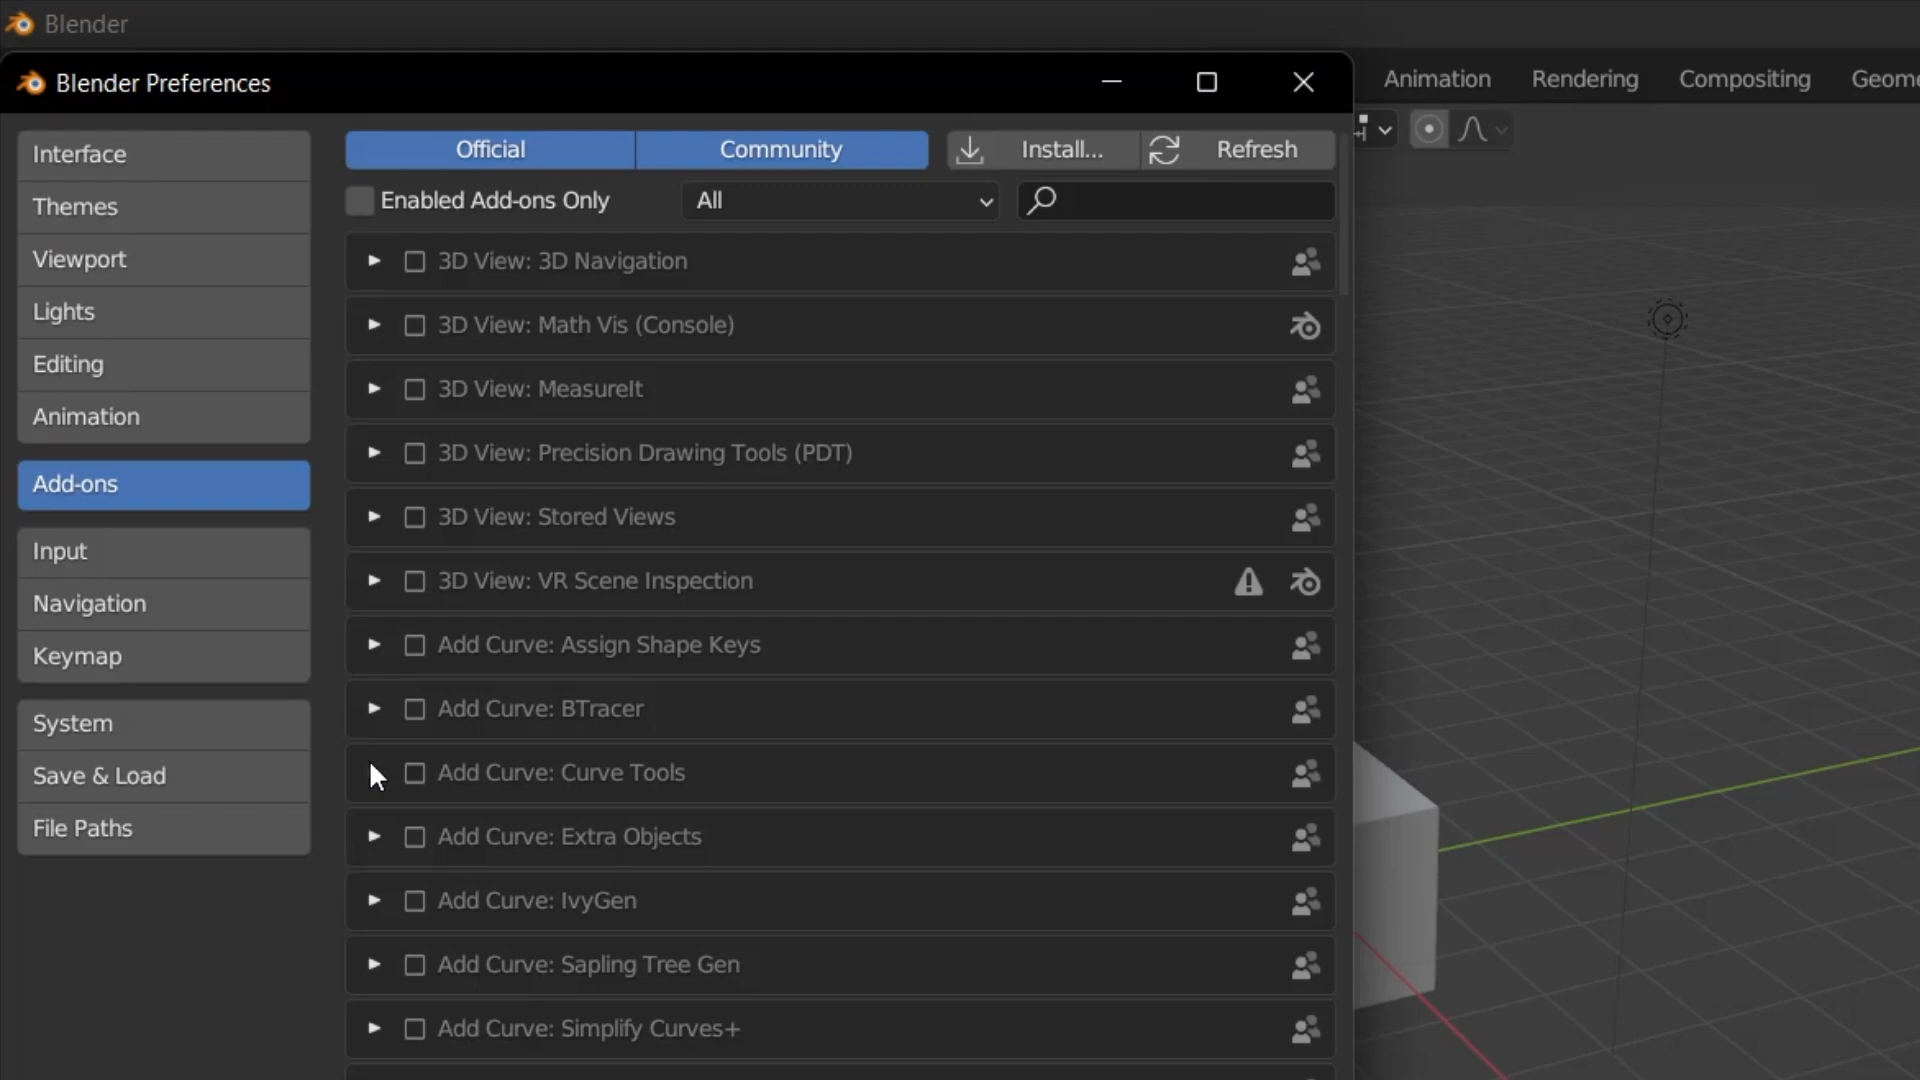 Blender
Blender Preferences
Animation Rendering Compositing Geome
Interface
Themes
Viewport
Lights
Editing
Animation
Add-ons
Input
Navigation
Keymap
System
Save & Load
File Paths
Official Community Install... Refresh
Enabled Add-ons Only All
3D View: 3D Navigation
3D View: Math Vis (Console)
3D View: MeasureIt
3D View: Precision Drawing Tools (PDT)
3D View: Stored Views
3D View: VR Scene Inspection
Add Curve: Assign Shape Keys
Add Curve: BTracer
Add Curve: Curve Tools
Add Curve: Extra Objects
Add Curve: IvyGen
Add Curve: Sapling Tree Gen
Add Curve: Simplify Curves+